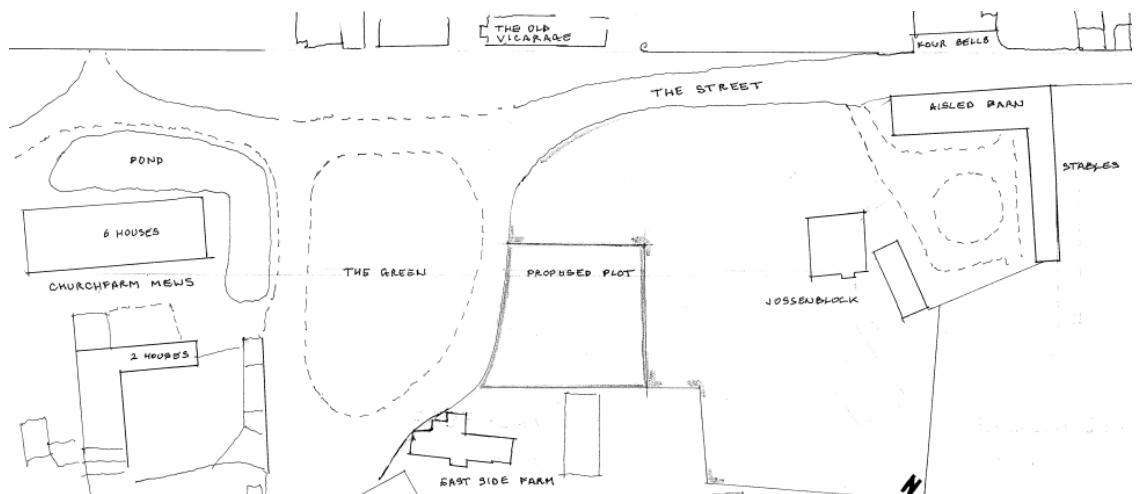 THE OLD
VICARAGE
FOUR BELLS
THE STREET
AISLED BARN
POND
STABLES
6 HOUSES
THE GREEN
PROPOSED PLOT
CHURCHFARM MEWS
JOSSENBLOCK
2 HOUSES
EAST SIDE FARM
N